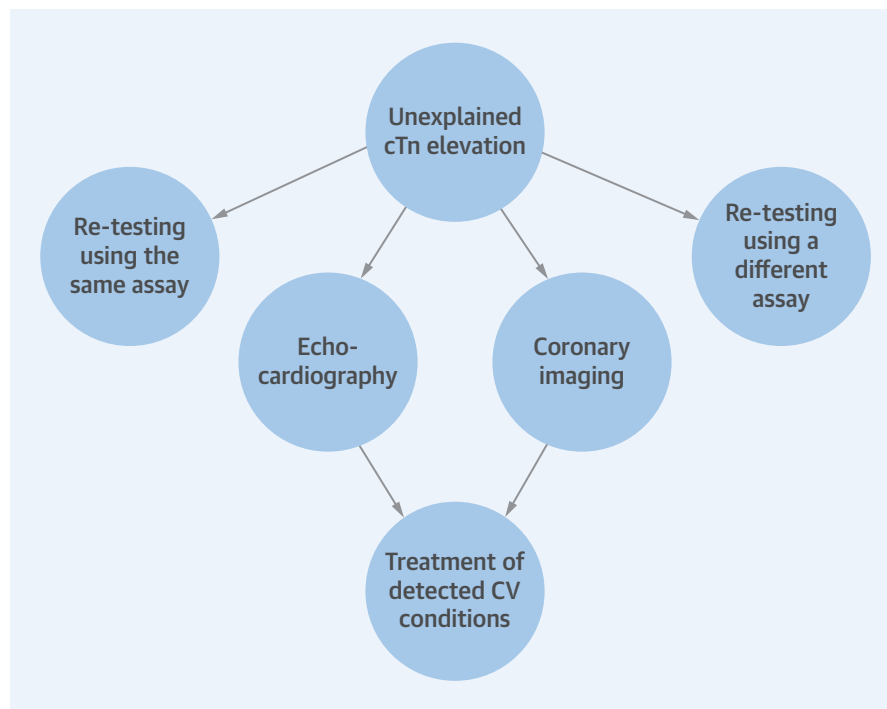 Unexplained
cTn elevation
Re-testing
using the
same assay
Re-testing
using a
different
assay
Echo-
cardiography
Coronary
imaging
Treatment of
detected CV
conditions